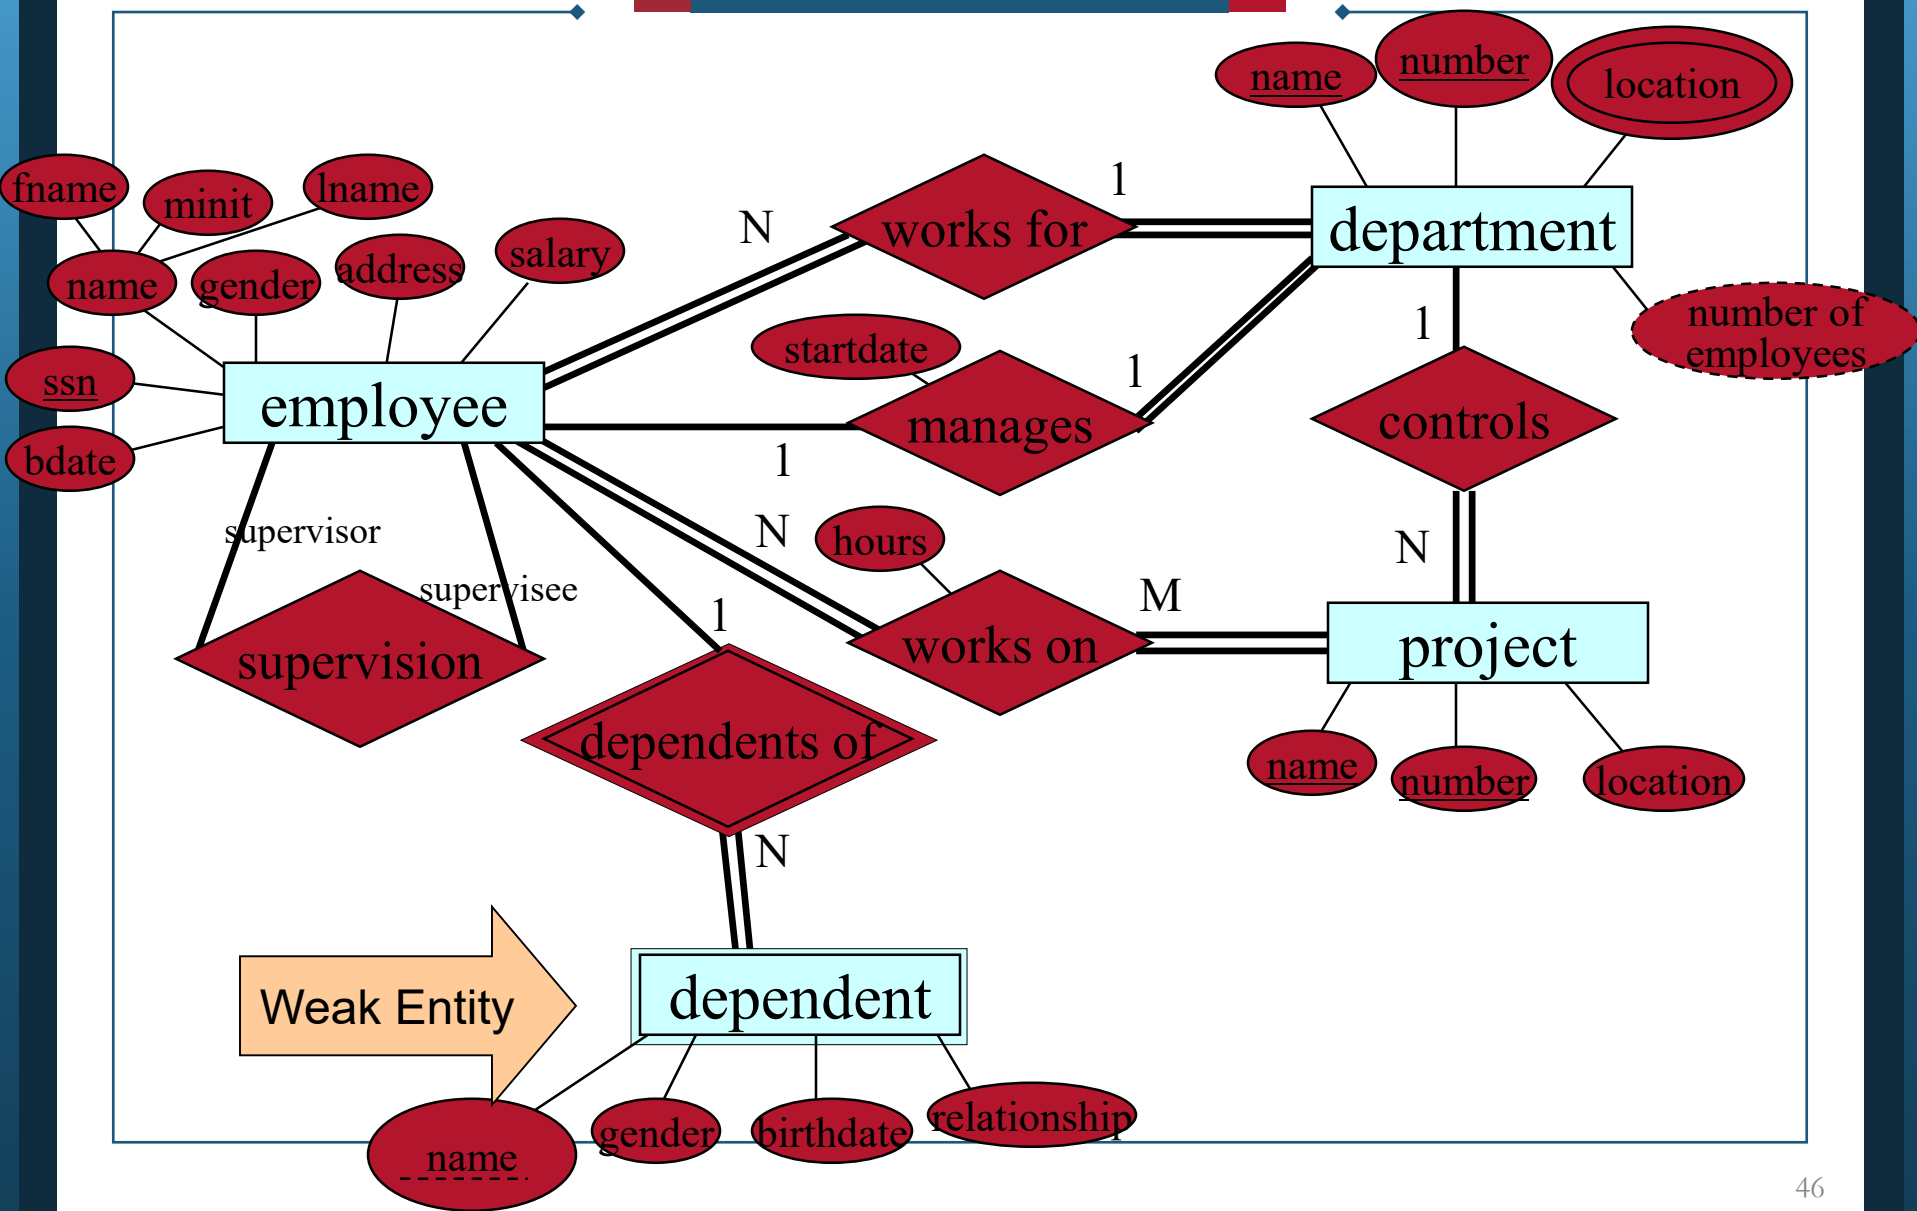 name
number
location
fname
minit
lname
name
gender
address
salary
ssn
bdate
employee
N
works for
1
department
number of
employees
startdate
manages
1
1
1
controls
N
supervisor
supervisee
supervision
N
hours
works on
M
project
name
number
location
1
dependents of
N
Weak Entity
dependent
name
gender
birthdate
relationship
46